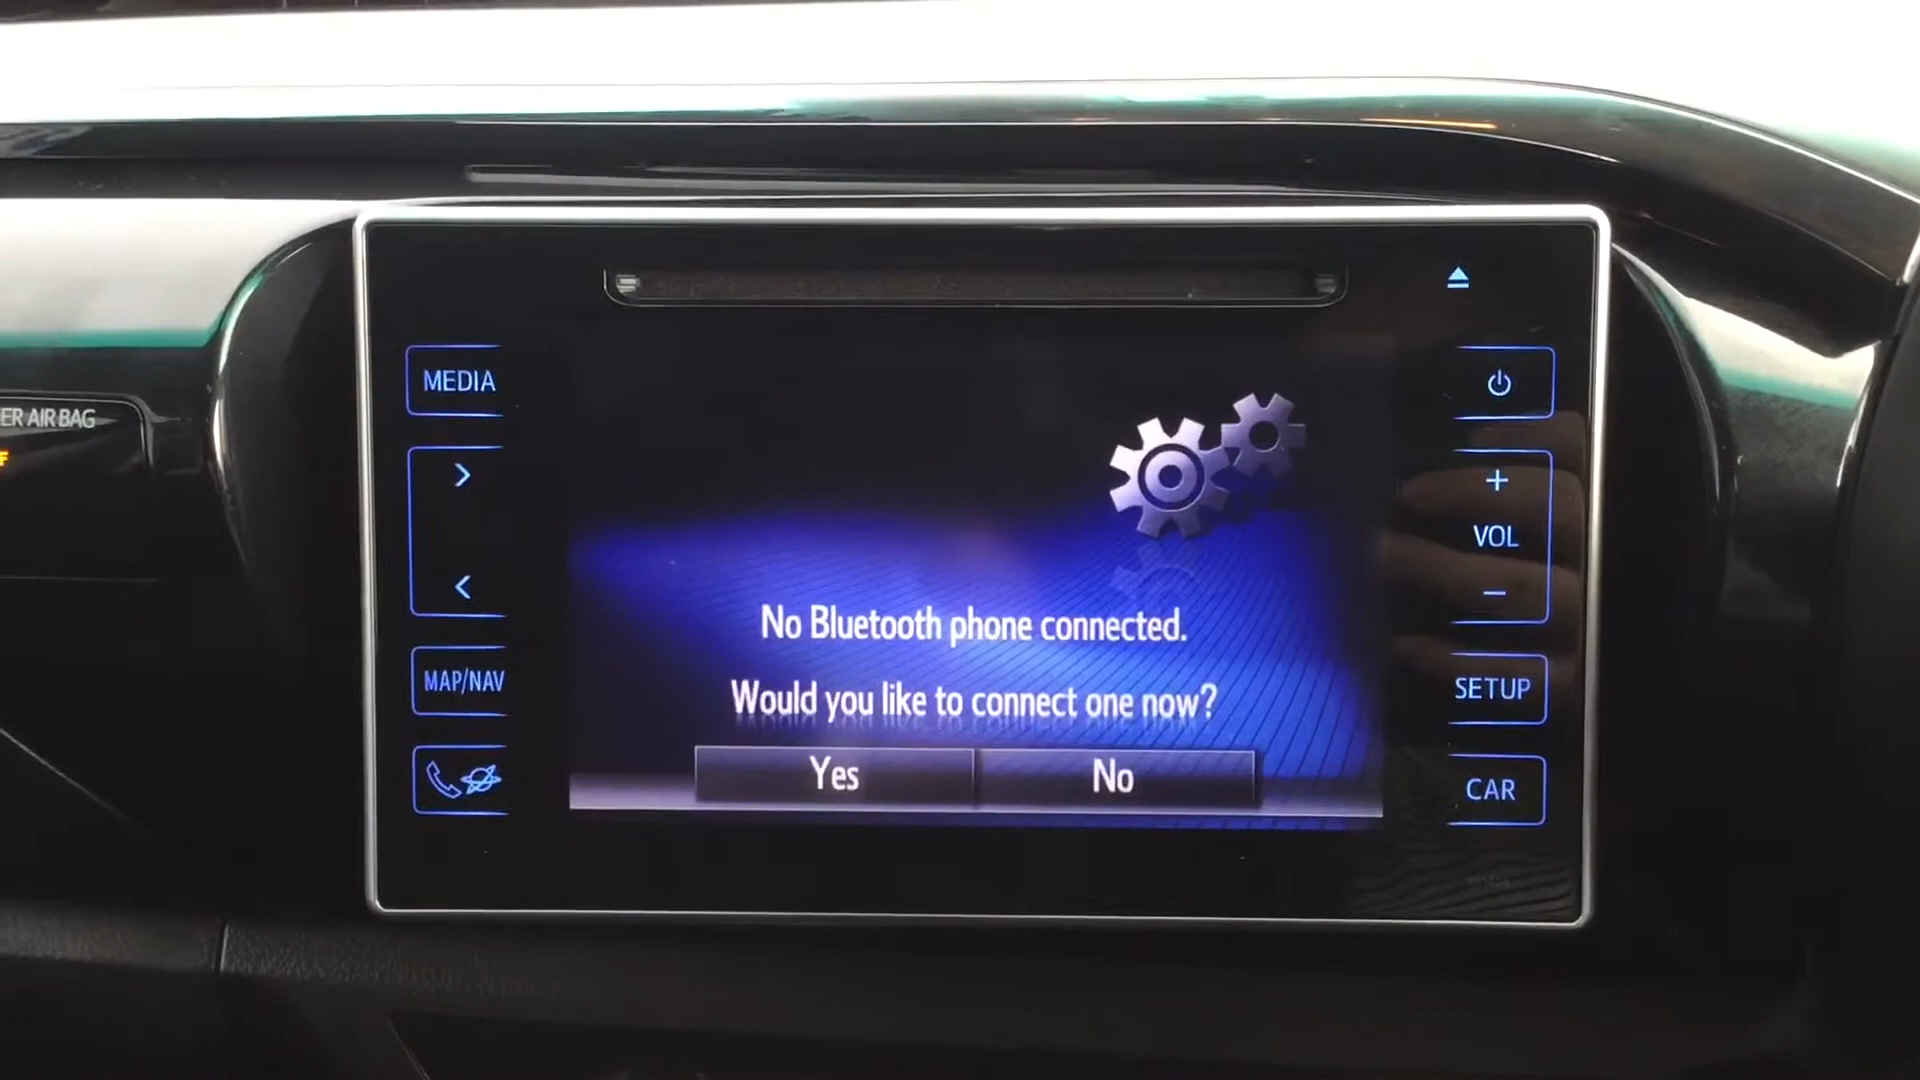 ER AIR BAG
MEDIA
MAP/NAV
No Bluetooth phone connected.
Would you like to connect one now?
Yes
No
+
VOL
−
SETUP
CAR